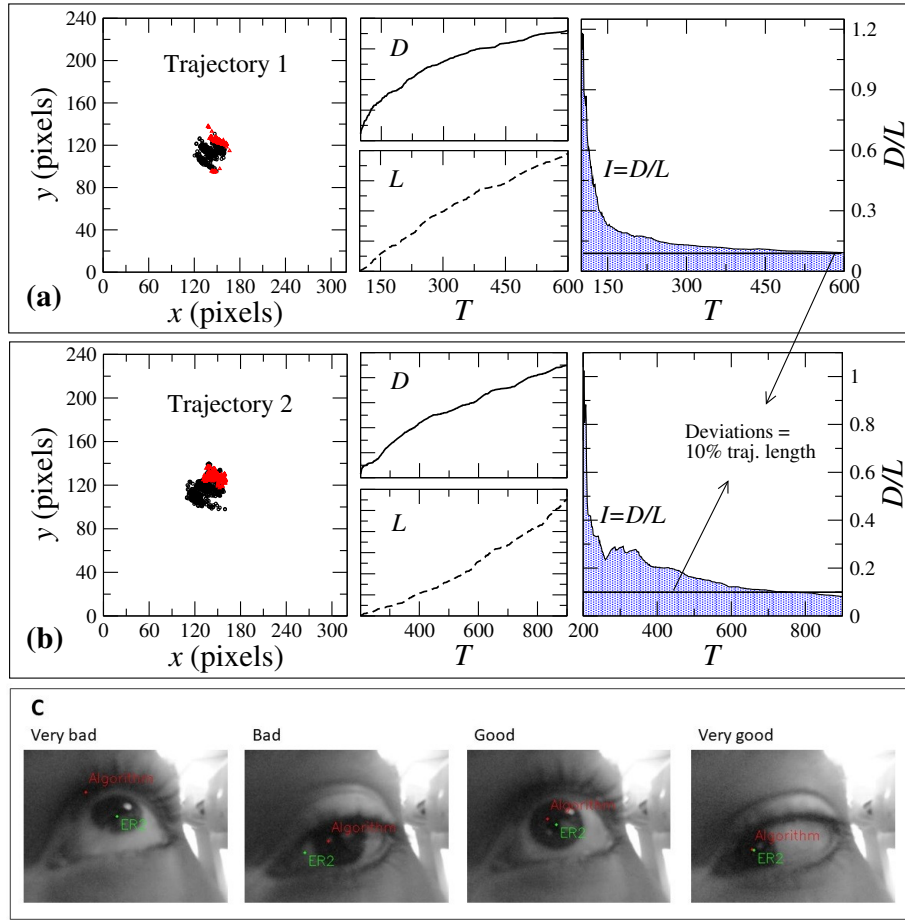 240
200
160
120
80
40
0
y (pixels)
Trajectory 1
0 60 120 180 240 300
x (pixels)
(a)
D
L
150 300 450 600
T
I=D/L
1.2
0.9
0.6
0.3
0
D/L
150 300 450 600
T
240
200
160
120
80
40
0
y (pixels)
Trajectory 2
0 60 120 180 240 300
x (pixels)
(b)
D
L
400 600 800
T
Deviations =
10% traj. length
I=D/L
1
0.8
0.6
0.4
0.2
0
D/L
200 400 600 800
T
C
Very bad
Bad
Good
Very good
Algorithm
ER2
Algorithm
ER2
Algorithm
ER2
Algorithm
ER2